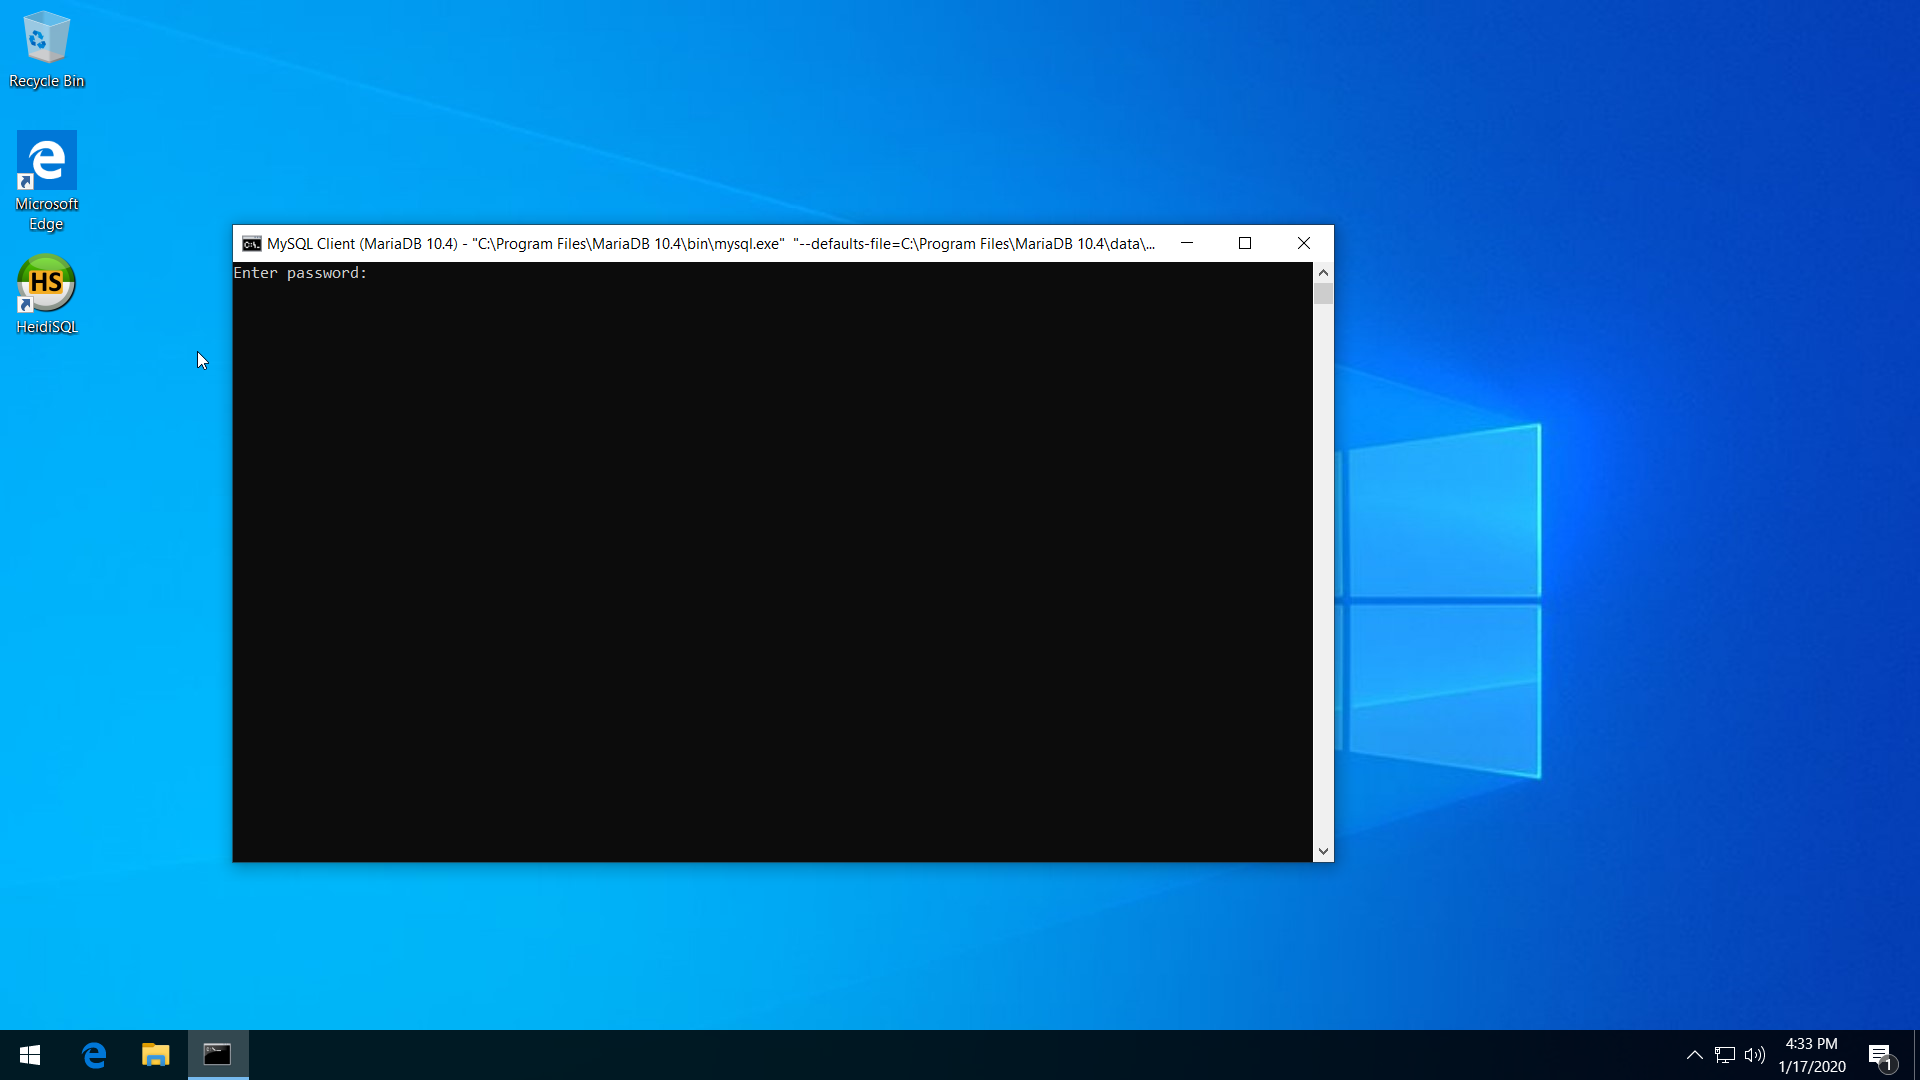 Recycle Bin
Microsoft
Edge
HS
HeidiSQL
MySQL Client (MariaDB 10.4) - "C:\Program Files\MariaDB 10.4\bin\mysql.exe"  "--defaults-file=C:\Program Files\MariaDB 10.4\data\...
Enter password:
4:33 PM
1/17/2020
1